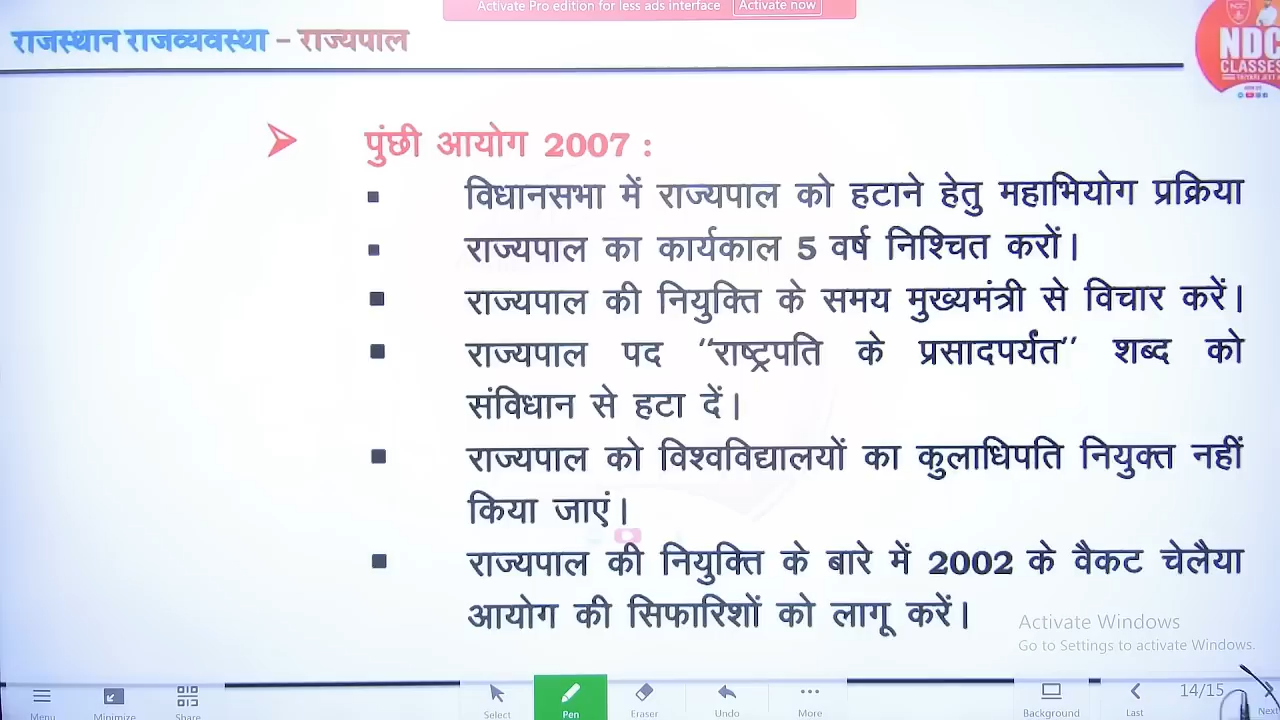 Activate Pro edition for less ads interface Activate now
राजस्थान राजव्यवस्था – राज्यपाल
NDC
CLASSES
पुंछी आयोग 2007 :
विधानसभा में राज्यपाल को हटाने हेतु महाभियोग प्रक्रिया
राज्यपाल का कार्यकाल 5 वर्ष निश्चित करों।
राज्यपाल की नियुक्ति के समय मुख्यमंत्री से विचार करें।
राज्यपाल पद ‘‘राष्ट्रपति के प्रसादपर्यंत’’ शब्द को
संविधान से हटा दें।
राज्यपाल को विश्वविद्यालयों का कुलाधिपति नियुक्त नहीं
किया जाएं।
राज्यपाल की नियुक्ति के बारे में 2002 के वैकट चेलैया
आयोग की सिफारिशों को लागू करें।
Activate Windows
Go to Settings to activate Windows.
Menu Minimize Share Select Pen Eraser Undo More Background Last 14/15 Next